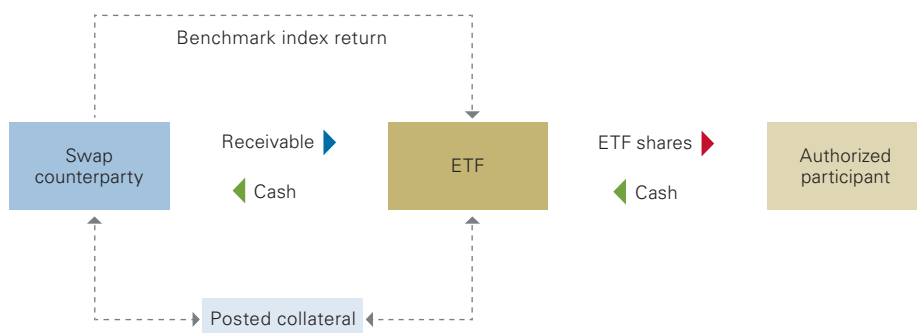 Benchmark index return
Swap
counterparty
Receivable
Cash
ETF
ETF shares
Cash
Authorized
participant
Posted collateral